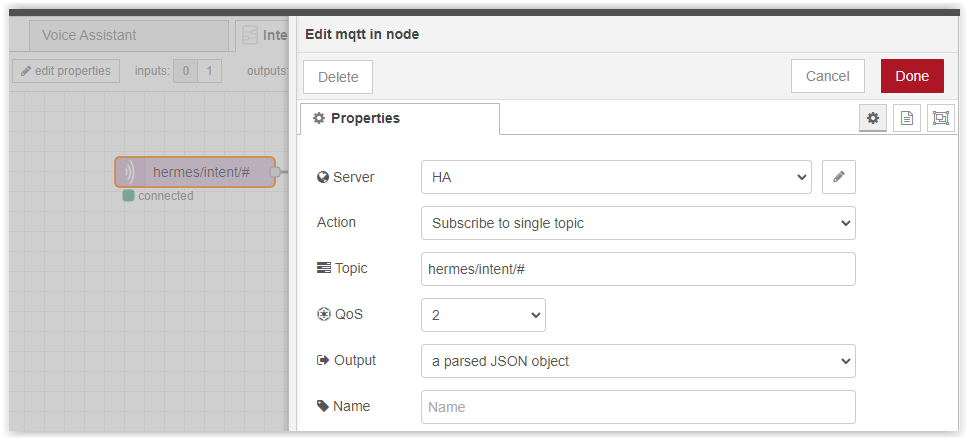 Voice Assistant
Inte
Edit mqtt in node
edit properties
inputs: 0 1
outputs:
Delete
Cancel
Done
Properties
hermes/intent/#
connected
Server
HA
Action
Subscribe to single topic
Topic
hermes/intent/#
QoS
2
Output
a parsed JSON object
Name
Name